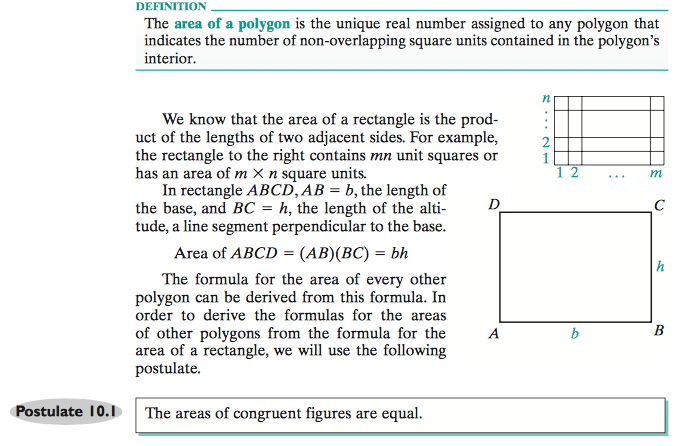 DEFINITION
The area of a polygon is the unique real number assigned to any polygon that
indicates the number of non-overlapping square units contained in the polygon’s
interior.
We know that the area of a rectangle is the prod-
uct of the lengths of two adjacent sides. For example,
the rectangle to the right contains mn unit squares or
has an area of m × n square units.
In rectangle ABCD, AB = b, the length of
the base, and BC = h, the length of the alti-
tude, a line segment perpendicular to the base.
Area of ABCD = (AB)(BC) = bh
The formula for the area of every other
polygon can be derived from this formula. In
order to derive the formulas for the areas
of other polygons from the formula for the
area of a rectangle, we will use the following
postulate.
n
⋮
2
1
1 2 ... m
D C
h
A b B
Postulate 10.1
The areas of congruent figures are equal.